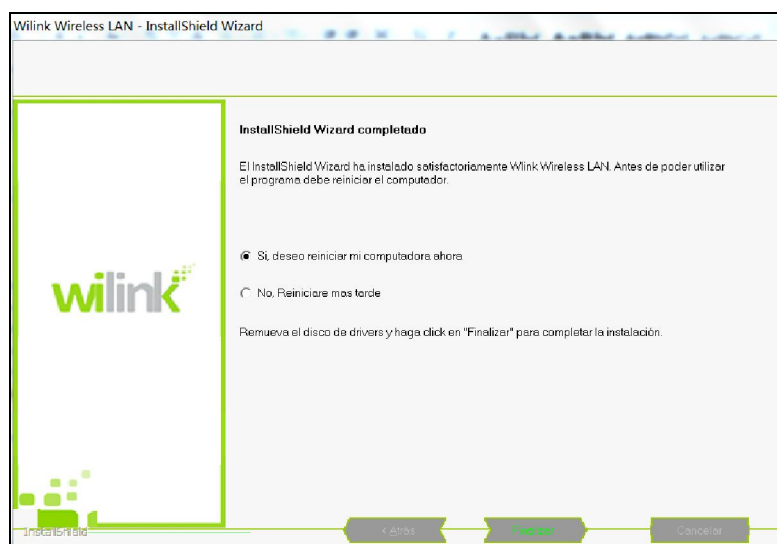 Wilink Wireless LAN - InstallShield Wizard
InstallShield Wizard completado
El InstallShield Wizard ha instalado satisfactoriamente Wlink Wireless LAN. Antes de poder utilizar
el programa debe reiniciar el computador.
Si, deseo reiniciar mi computadora ahora
No, Reiniciare mas tarde
wilink
Remueva el disco de drivers y haga click en "Finalizar" para completar la instalación.
InstallShield
< Atrás
Finalizar
Cancelar